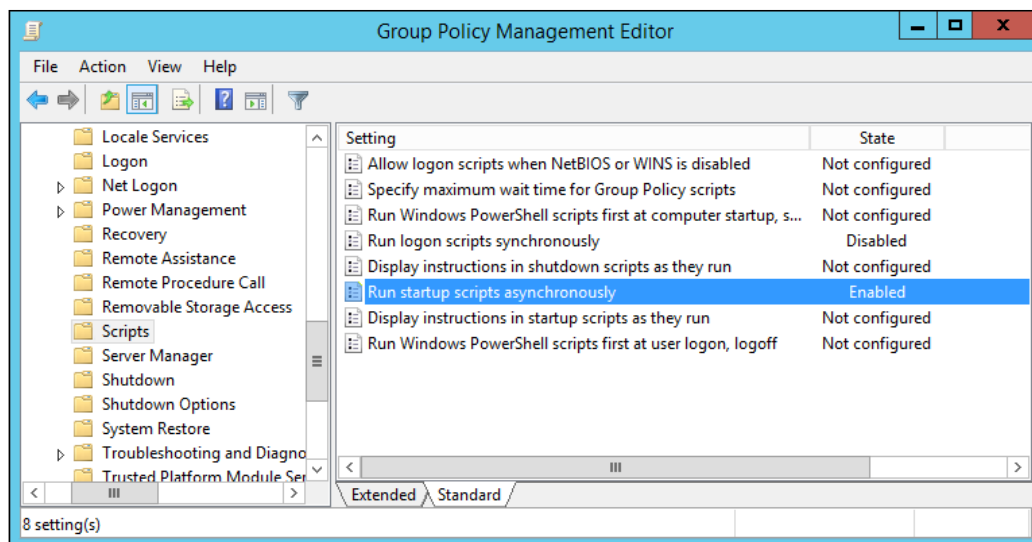 Group Policy Management Editor
File Action View Help
Locale Services
Logon
Net Logon
Power Management
Recovery
Remote Assistance
Remote Procedure Call
Removable Storage Access
Scripts
Server Manager
Shutdown
Shutdown Options
System Restore
Troubleshooting and Diagno
Trusted Platform Module Ser
Setting State
Allow logon scripts when NetBIOS or WINS is disabled Not configured
Specify maximum wait time for Group Policy scripts Not configured
Run Windows PowerShell scripts first at computer startup, s... Not configured
Run logon scripts synchronously Disabled
Display instructions in shutdown scripts as they run Not configured
Run startup scripts asynchronously Enabled
Display instructions in startup scripts as they run Not configured
Run Windows PowerShell scripts first at user logon, logoff Not configured
Extended Standard
8 setting(s)